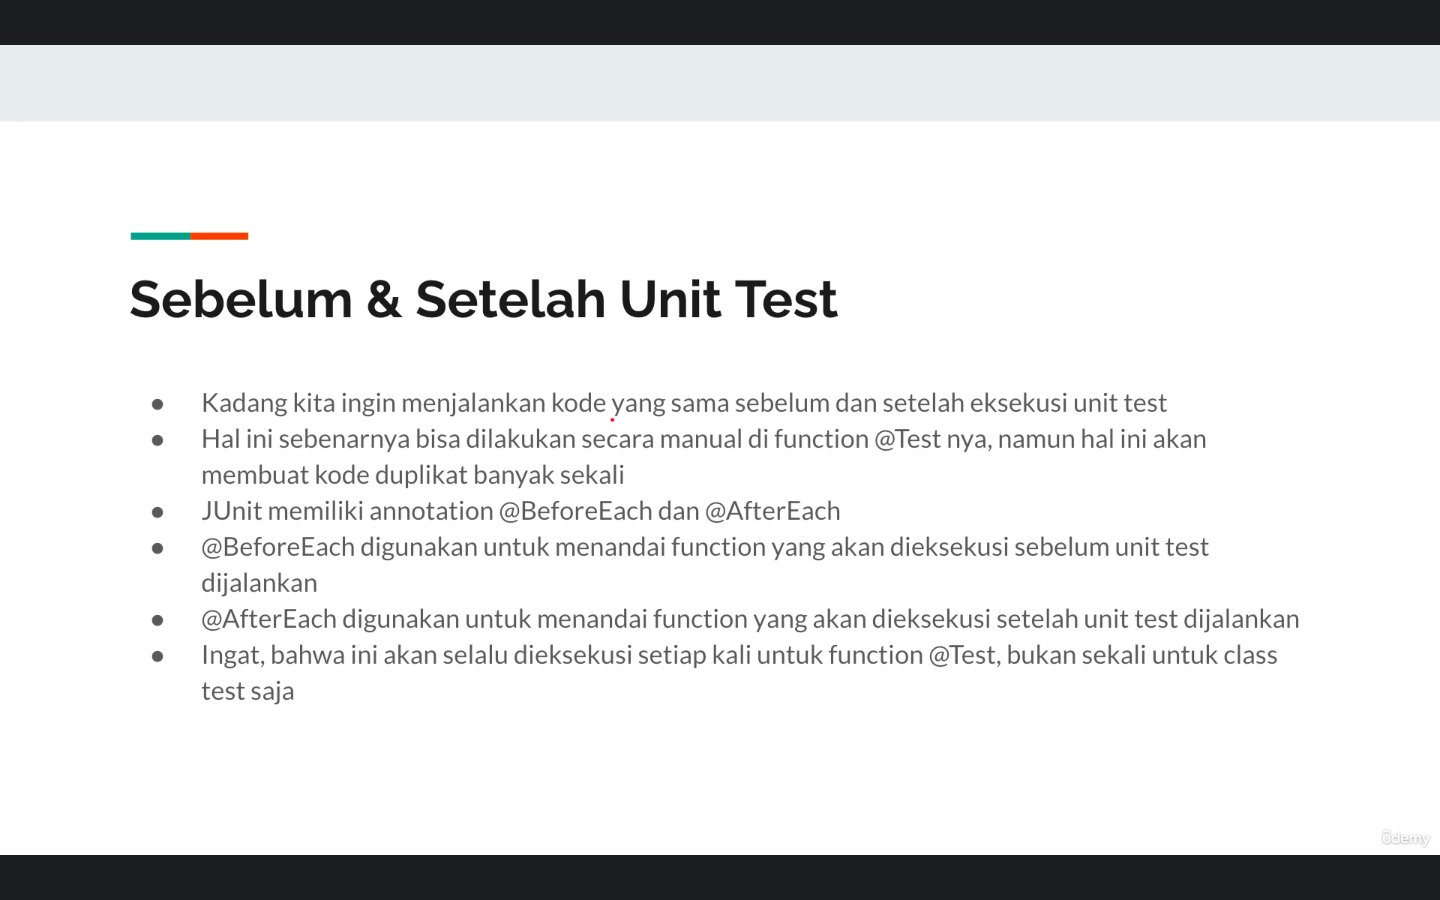 Sebelum & Setelah Unit Test
● Kadang kita ingin menjalankan kode yang sama sebelum dan setelah eksekusi unit test
● Hal ini sebenarnya bisa dilakukan secara manual di function @Test nya, namun hal ini akan
membuat kode duplikat banyak sekali
● JUnit memiliki annotation @BeforeEach dan @AfterEach
● @BeforeEach digunakan untuk menandai function yang akan dieksekusi sebelum unit test
dijalankan
● @AfterEach digunakan untuk menandai function yang akan dieksekusi setelah unit test dijalankan
● Ingat, bahwa ini akan selalu dieksekusi setiap kali untuk function @Test, bukan sekali untuk class
test saja
Udemy